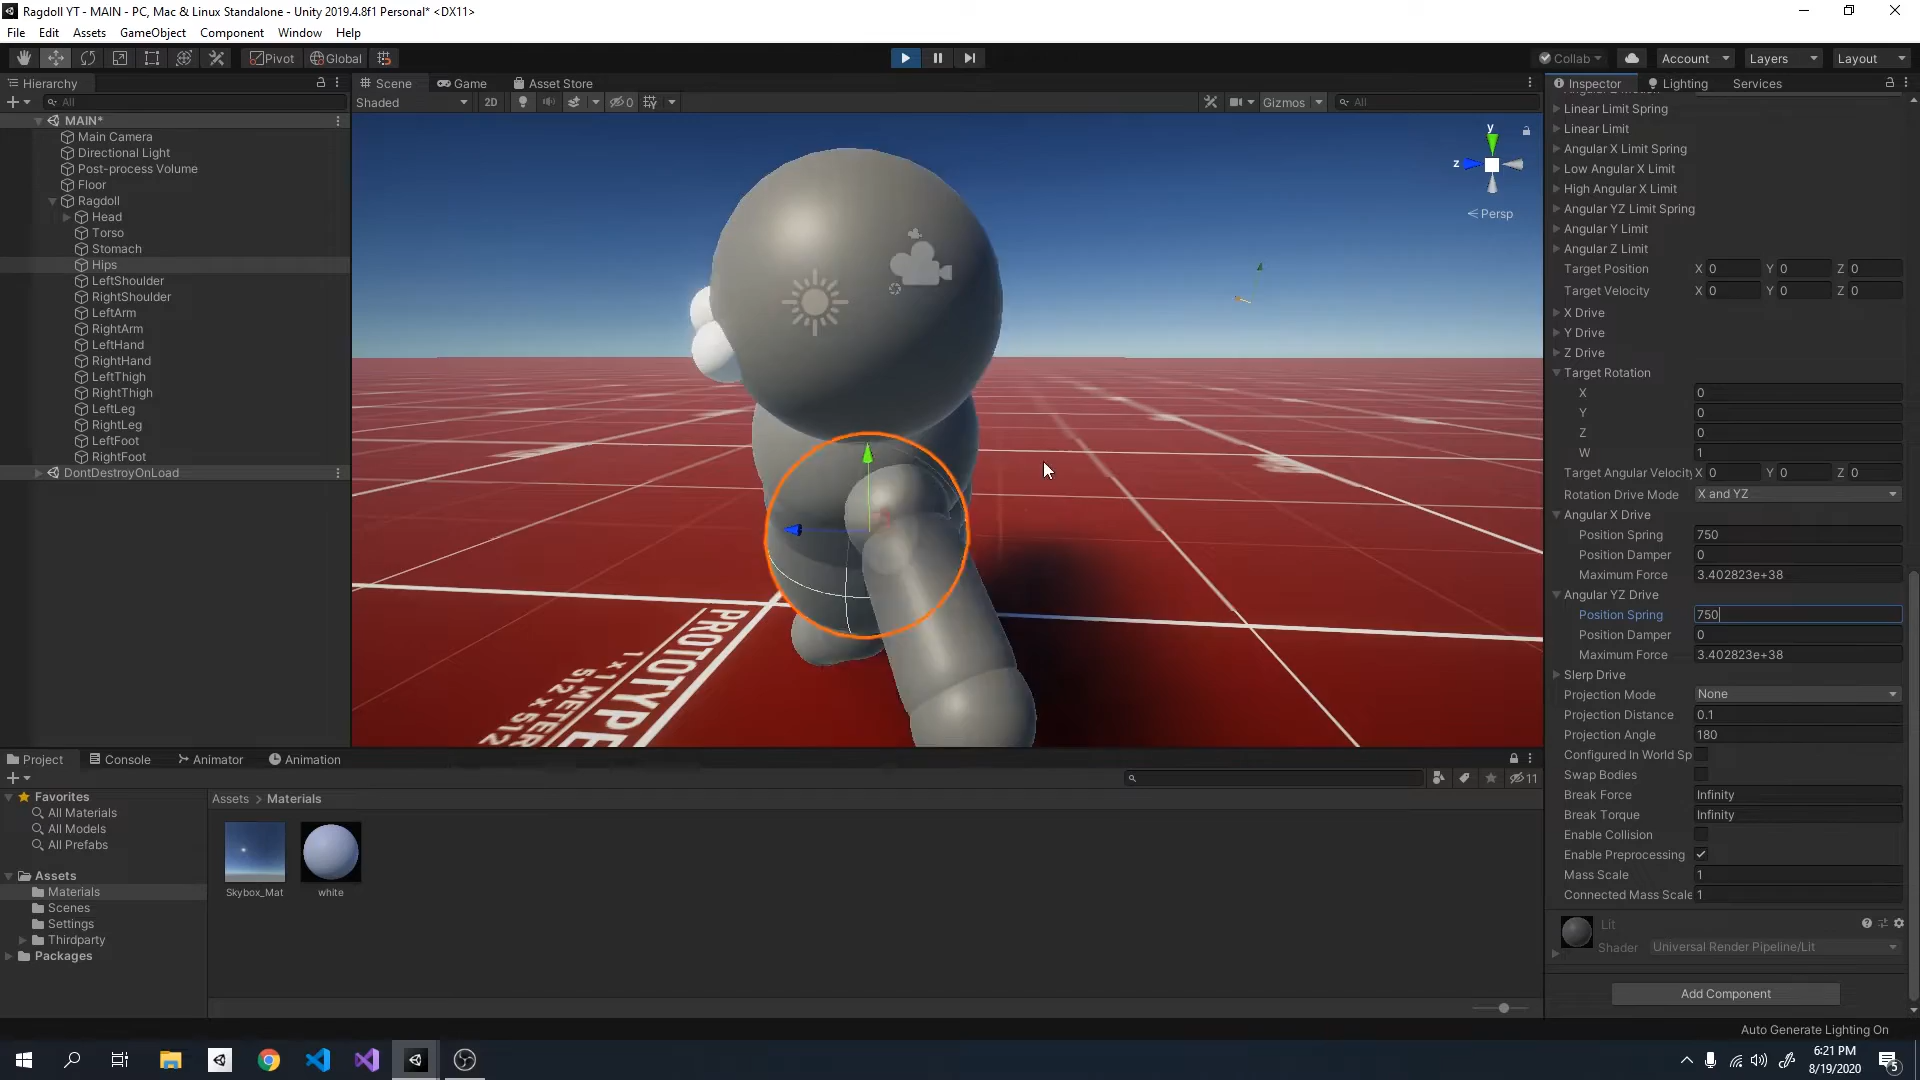 Ragdoll YT - MAIN - PC, Mac & Linux Standalone - Unity 2019.4.8f1 Personal* <DX11>
File Edit Assets GameObject Component Window Help
Pivot Global Collab Account Layers Layout
Hierarchy
All
MAIN*
Main Camera
Directional Light
Post-process Volume
Floor
Ragdoll
Head
Torso
Stomach
Hips
LeftShoulder
RightShoulder
LeftArm
RightArm
LeftHand
RightHand
LeftThigh
RightThigh
LeftLeg
RightLeg
LeftFoot
RightFoot
DontDestroyOnLoad
Scene Game Asset Store
Shaded 2D 0 Gizmos All
y
z
Persp
PROTOTYPE
1 x 1 METER
512 x 512
Inspector Lighting Services
Linear Limit Spring
Linear Limit
Angular X Limit Spring
Low Angular X Limit
High Angular X Limit
Angular YZ Limit Spring
Angular Y Limit
Angular Z Limit
Target Position X 0 Y 0 Z 0
Target Velocity X 0 Y 0 Z 0
X Drive
Y Drive
Z Drive
Target Rotation
X 0
Y 0
Z 0
W 1
Target Angular Velocity X 0 Y 0 Z 0
Rotation Drive Mode X and YZ
Angular X Drive
Position Spring 750
Position Damper 0
Maximum Force 3.402823e+38
Angular YZ Drive
Position Spring 750
Position Damper 0
Maximum Force 3.402823e+38
Slerp Drive
Projection Mode None
Projection Distance 0.1
Projection Angle 180
Configured In World Sp
Swap Bodies
Break Force Infinity
Break Torque Infinity
Enable Collision
Enable Preprocessing
Mass Scale 1
Connected Mass Scale 1
Lit
Shader Universal Render Pipeline/Lit
Add Component
Project Console Animator Animation
11
Favorites
All Materials
All Models
All Prefabs
Assets
Materials
Scenes
Settings
Thirdparty
Packages
Assets > Materials
Skybox_Mat white
Auto Generate Lighting On
6:21 PM
8/19/2020
5